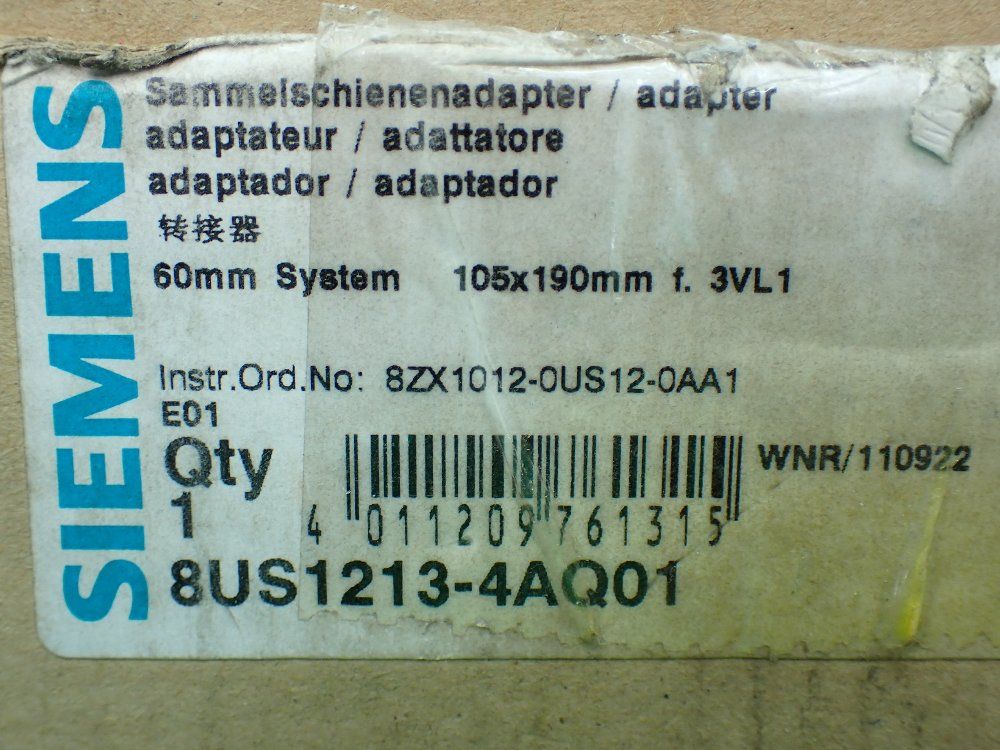 SIEMENS
Sammelschienenadapter / adapter
adaptateur / adattatore
adaptador / adaptador
转接器
60mm System 105x190mm f. 3VL1
Instr.Ord.No: 8ZX1012-0US12-0AA1
E01
Qty
1
WNR/110922
4 011209 761315
8US1213-4AQ01